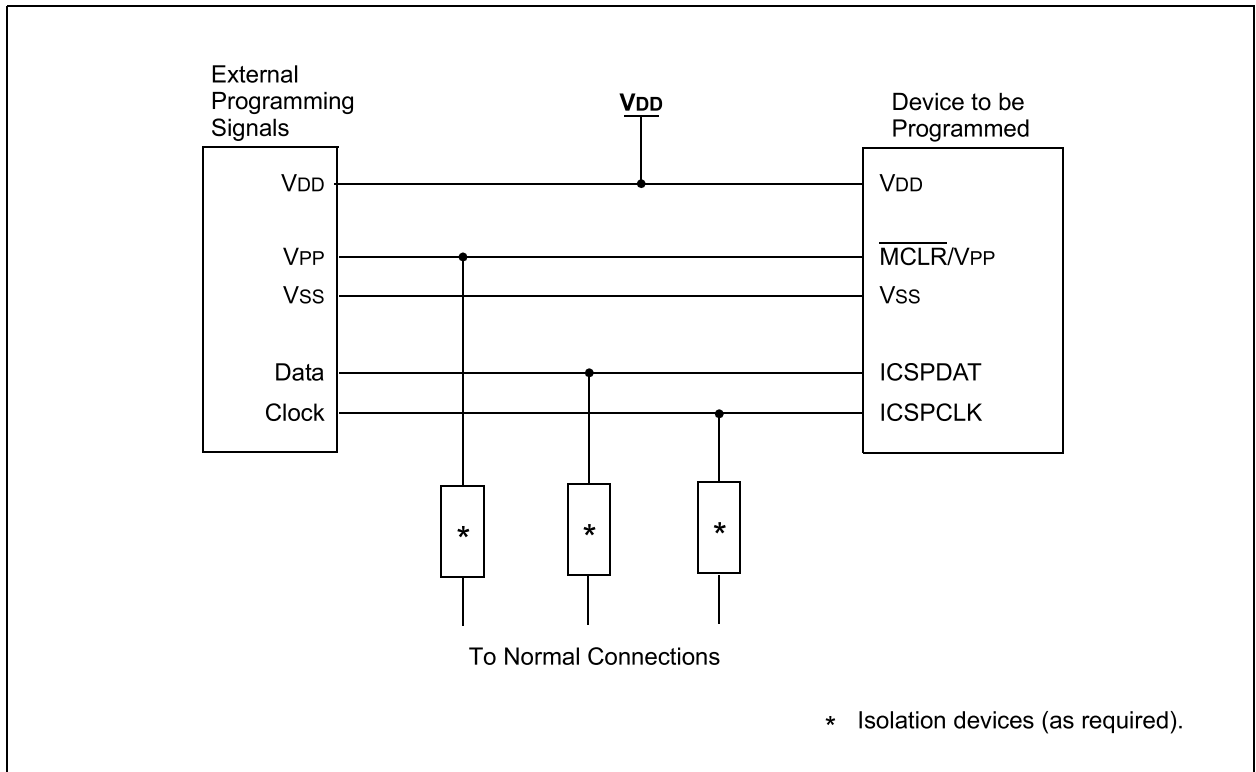 External
Programming
Signals
VDD
Device to be
Programmed
VDD
VDD
VPP
MCLR/VPP
VSS
VSS
Data
ICSPDAT
Clock
ICSPCLK
* * *
To Normal Connections
* Isolation devices (as required).